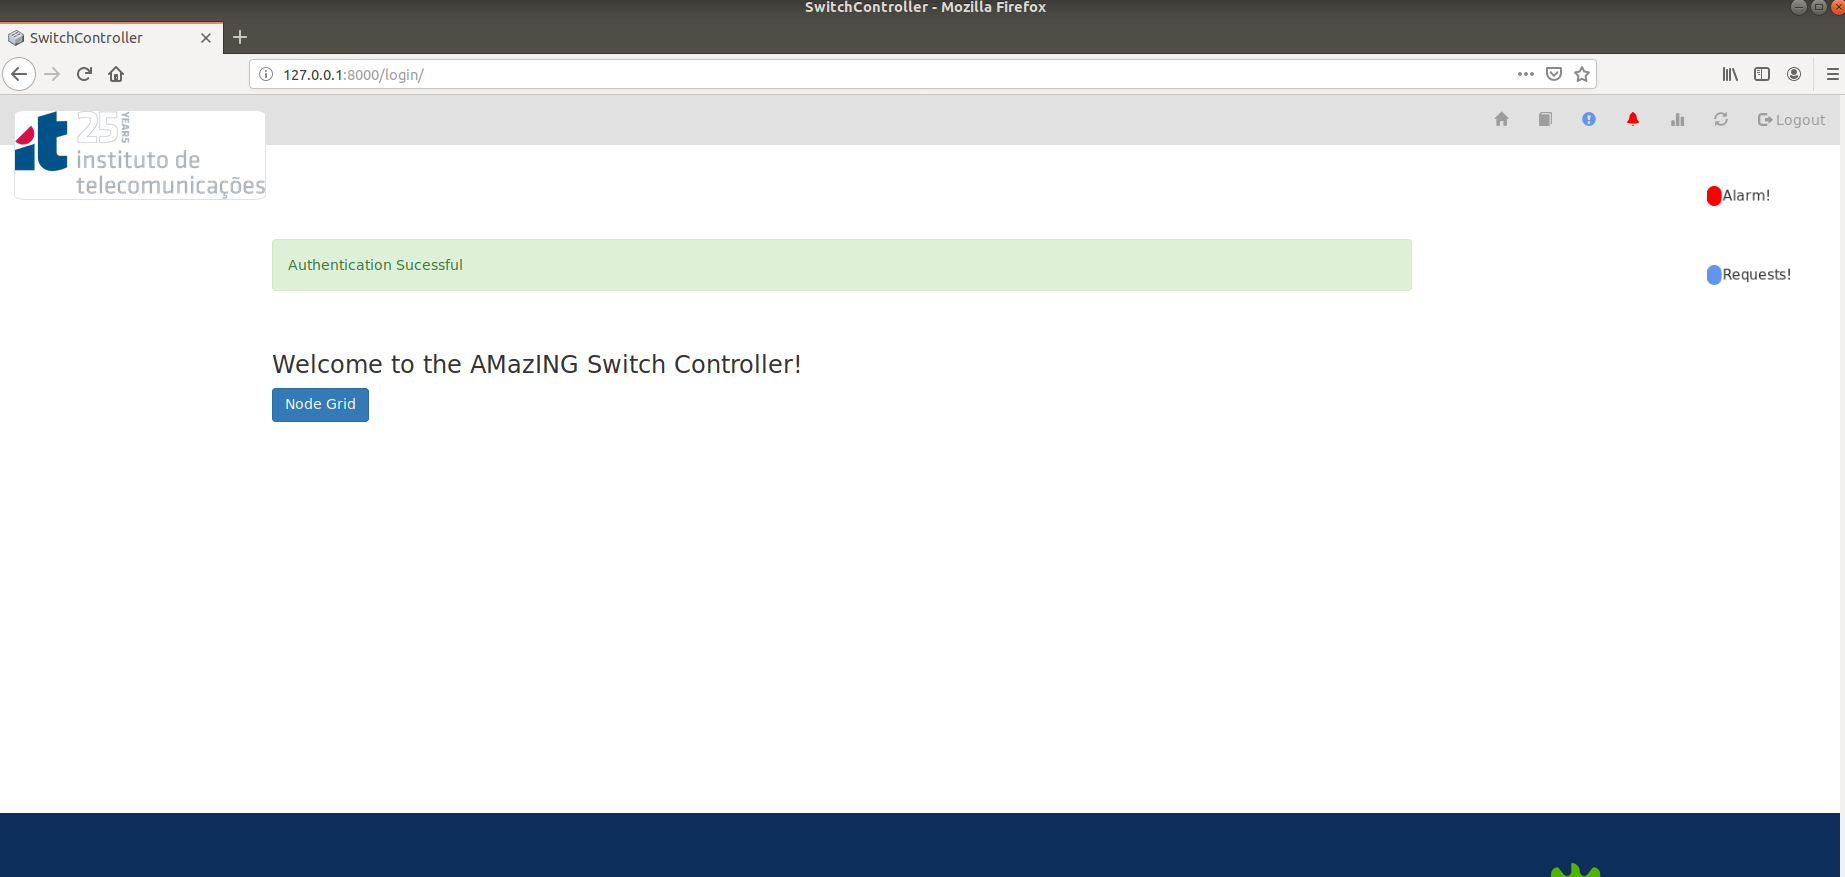 SwitchController - Mozilla Firefox
SwitchController
127.0.0.1:8000/login/
Logout
25 YEARS
it instituto de
telecomunicações
Alarm!
Authentication Sucessful
Requests!
Welcome to the AMazING Switch Controller!
Node Grid